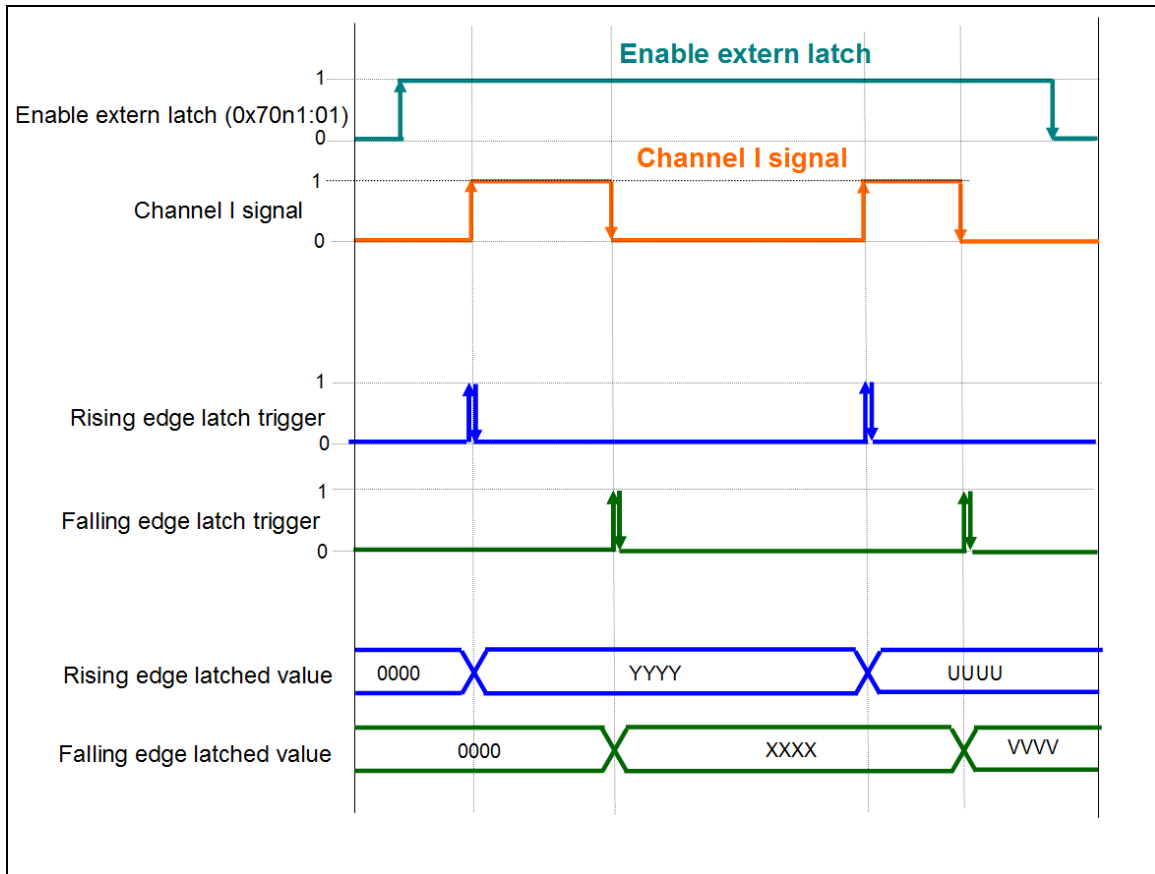 Enable extern latch
1
Enable extern latch (0x70n1:01)
0
Channel I signal
1
Channel I signal
0
1
Rising edge latch trigger
0
1
Falling edge latch trigger
0
Rising edge latched value
0000
YYYY
UUUU
Falling edge latched value
0000
XXXX
VVVV